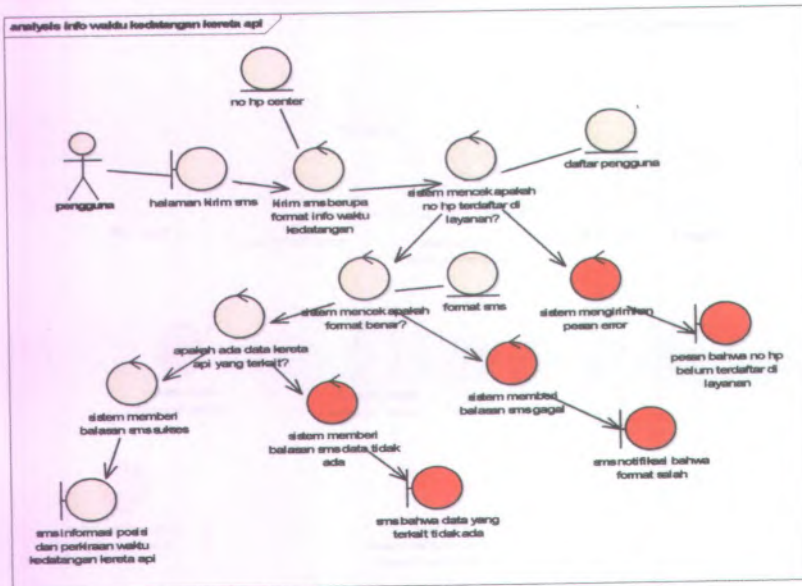 analysis info waktu kedatangan kereta api
no hp center
daftar pengguna
pengguna
halaman kirim sms
kirim sms berupa
format info waktu
kedatangan
sistem mencek apakah
no hp terdaftar di
layanan?
sistem mencek apakah
format benar?
format sms
sistem mengirimkan
pesan error
pesan bahwa no hp
belum terdaftar di
layanan
apakah ada data kereta
api yang terkait?
sistem memberi
balasan sms sukses
sistem memberi
balasan sms data tidak
ada
sistem memberi
balasan sms gagal
sms notifikasi bahwa
format salah
sms informasi posisi
dan perkiraan waktu
kedatangan kereta api
sms bahwa data yang
terkait tidak ada